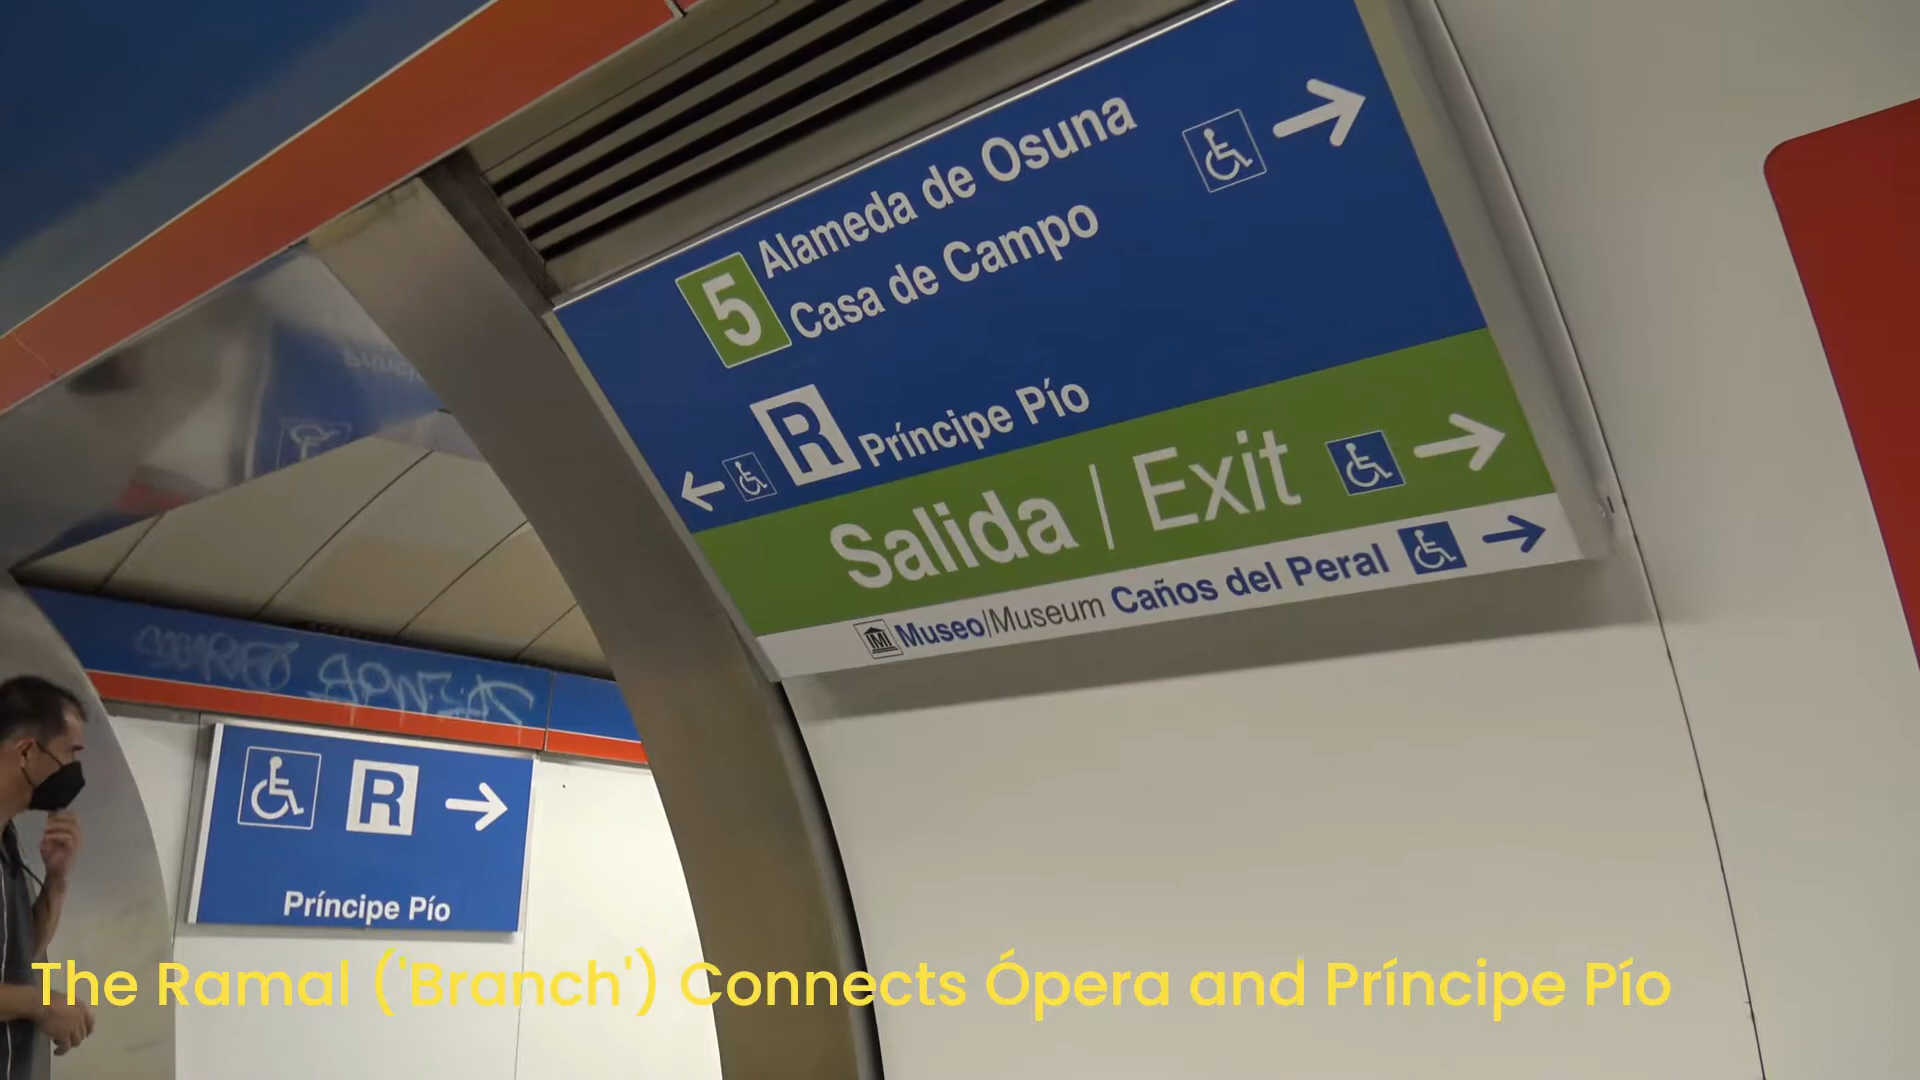 5 Alameda de Osuna
Casa de Campo
R Príncipe Pío
Salida / Exit
M Museo/Museum Caños del Peral
R
Príncipe Pío
The Ramal ('Branch') Connects Ópera and Príncipe Pío